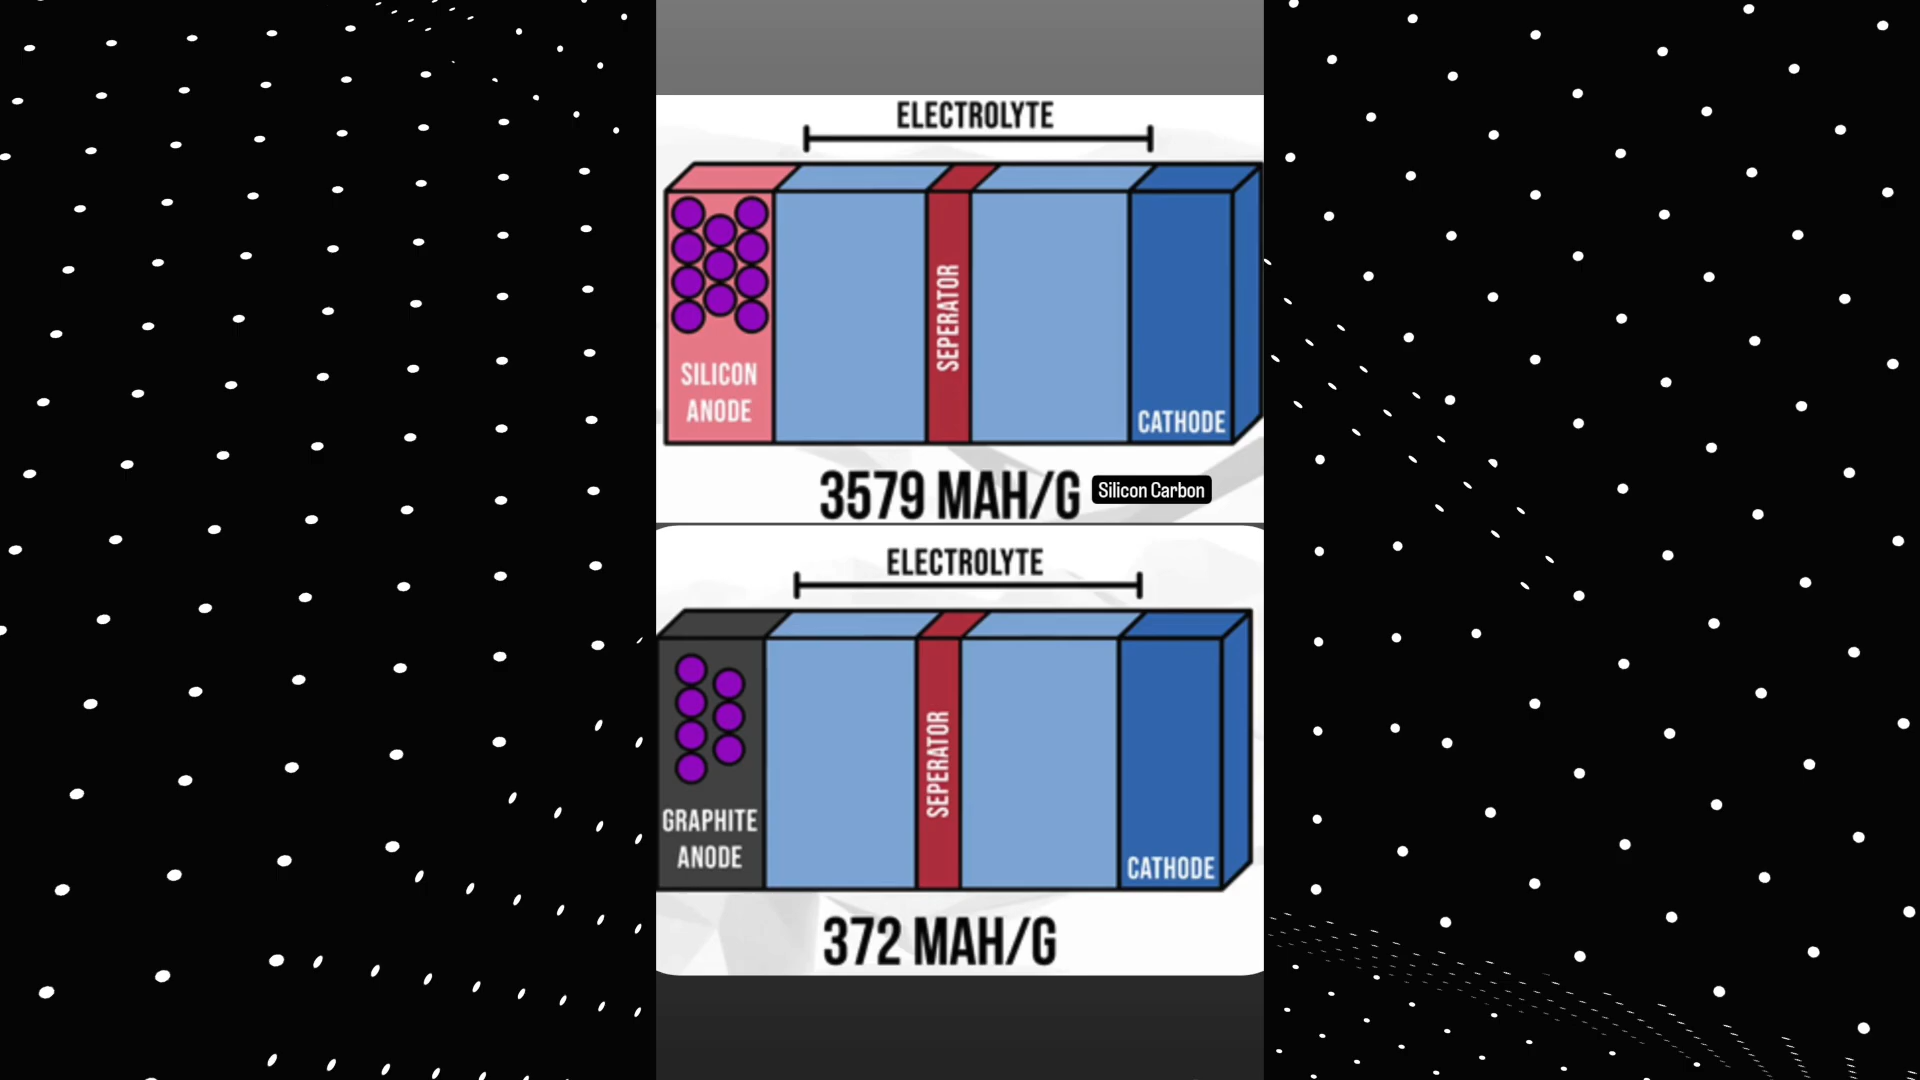 ELECTROLYTE
SEPERATOR
SILICON
ANODE
CATHODE
3579 MAH/G
Silicon Carbon
ELECTROLYTE
SEPERATOR
GRAPHITE
ANODE
CATHODE
372 MAH/G